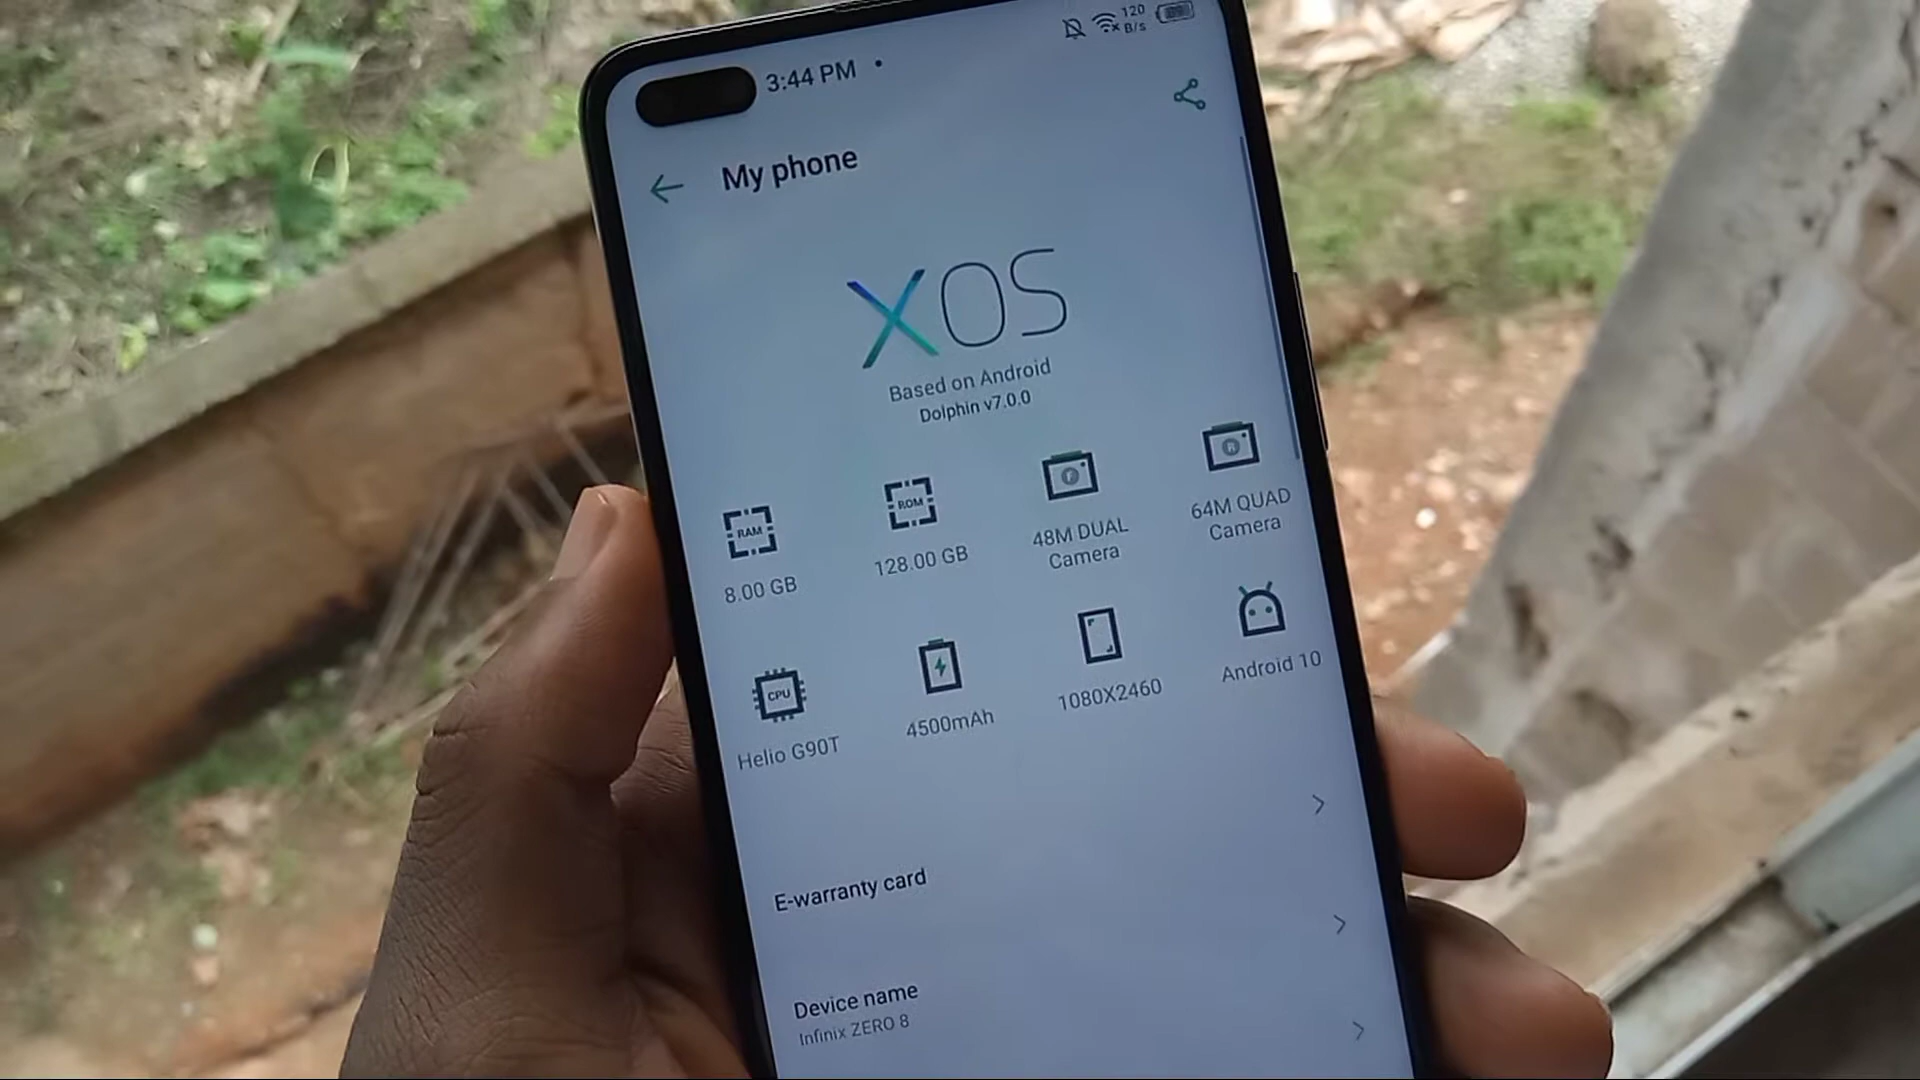 3:44 PM
120
B/s
My phone
XOS
Based on Android
Dolphin v7.0.0
RAM
8.00 GB
ROM
128.00 GB
F
48M DUAL
Camera
R
64M QUAD
Camera
CPU
Helio G90T
4500mAh
1080X2460
Android 10
E-warranty card
Device name
Infinix ZERO 8